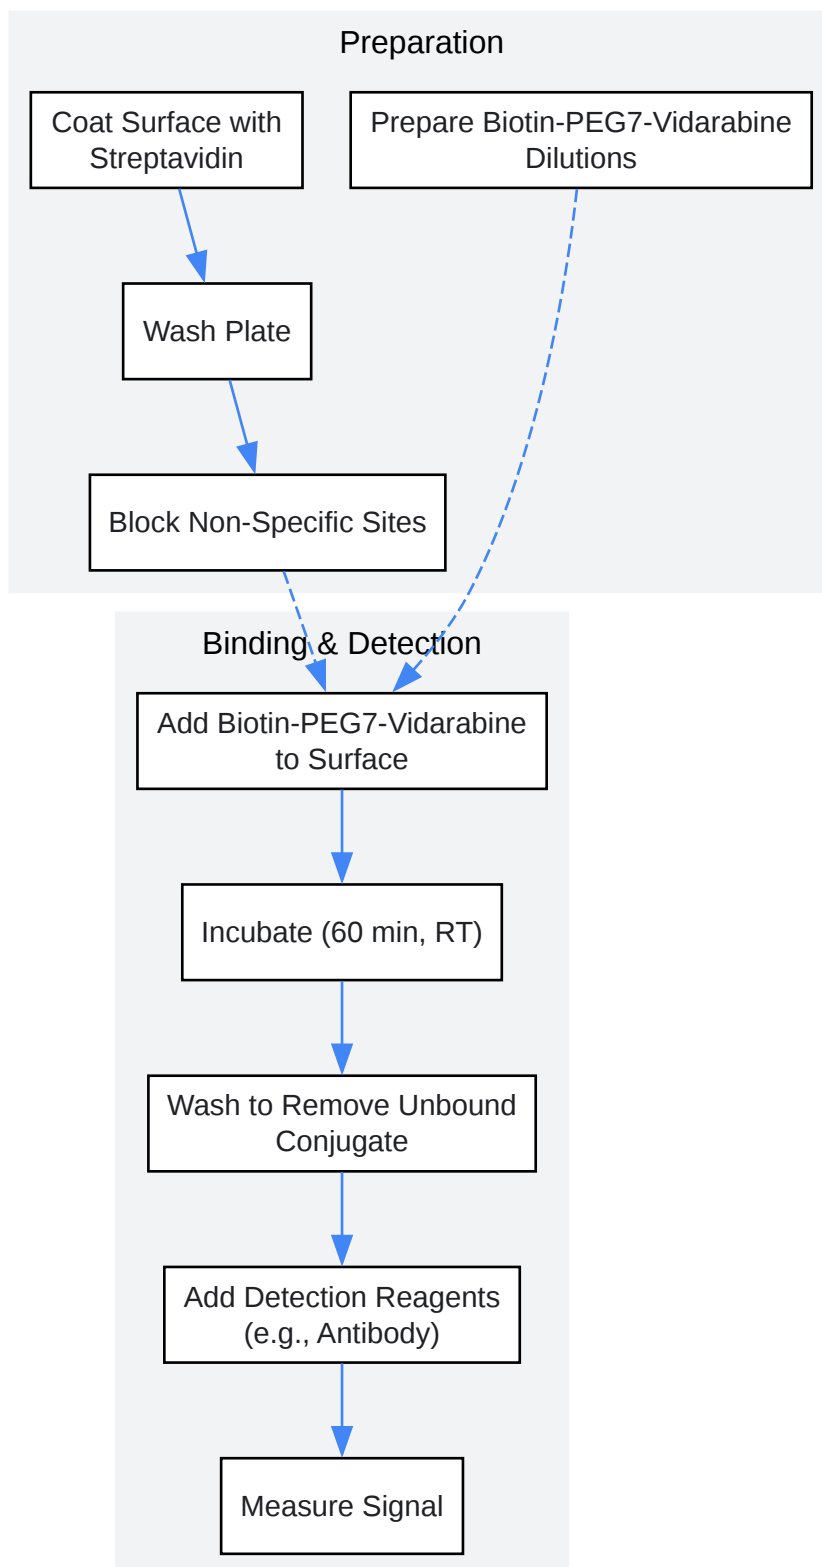 Preparation
Coat Surface with
Streptavidin
Prepare Biotin-PEG7-Vidarabine
Dilutions
Wash Plate
Block Non-Specific Sites
Binding & Detection
Add Biotin-PEG7-Vidarabine
to Surface
Incubate (60 min, RT)
Wash to Remove Unbound
Conjugate
Add Detection Reagents
(e.g., Antibody)
Measure Signal